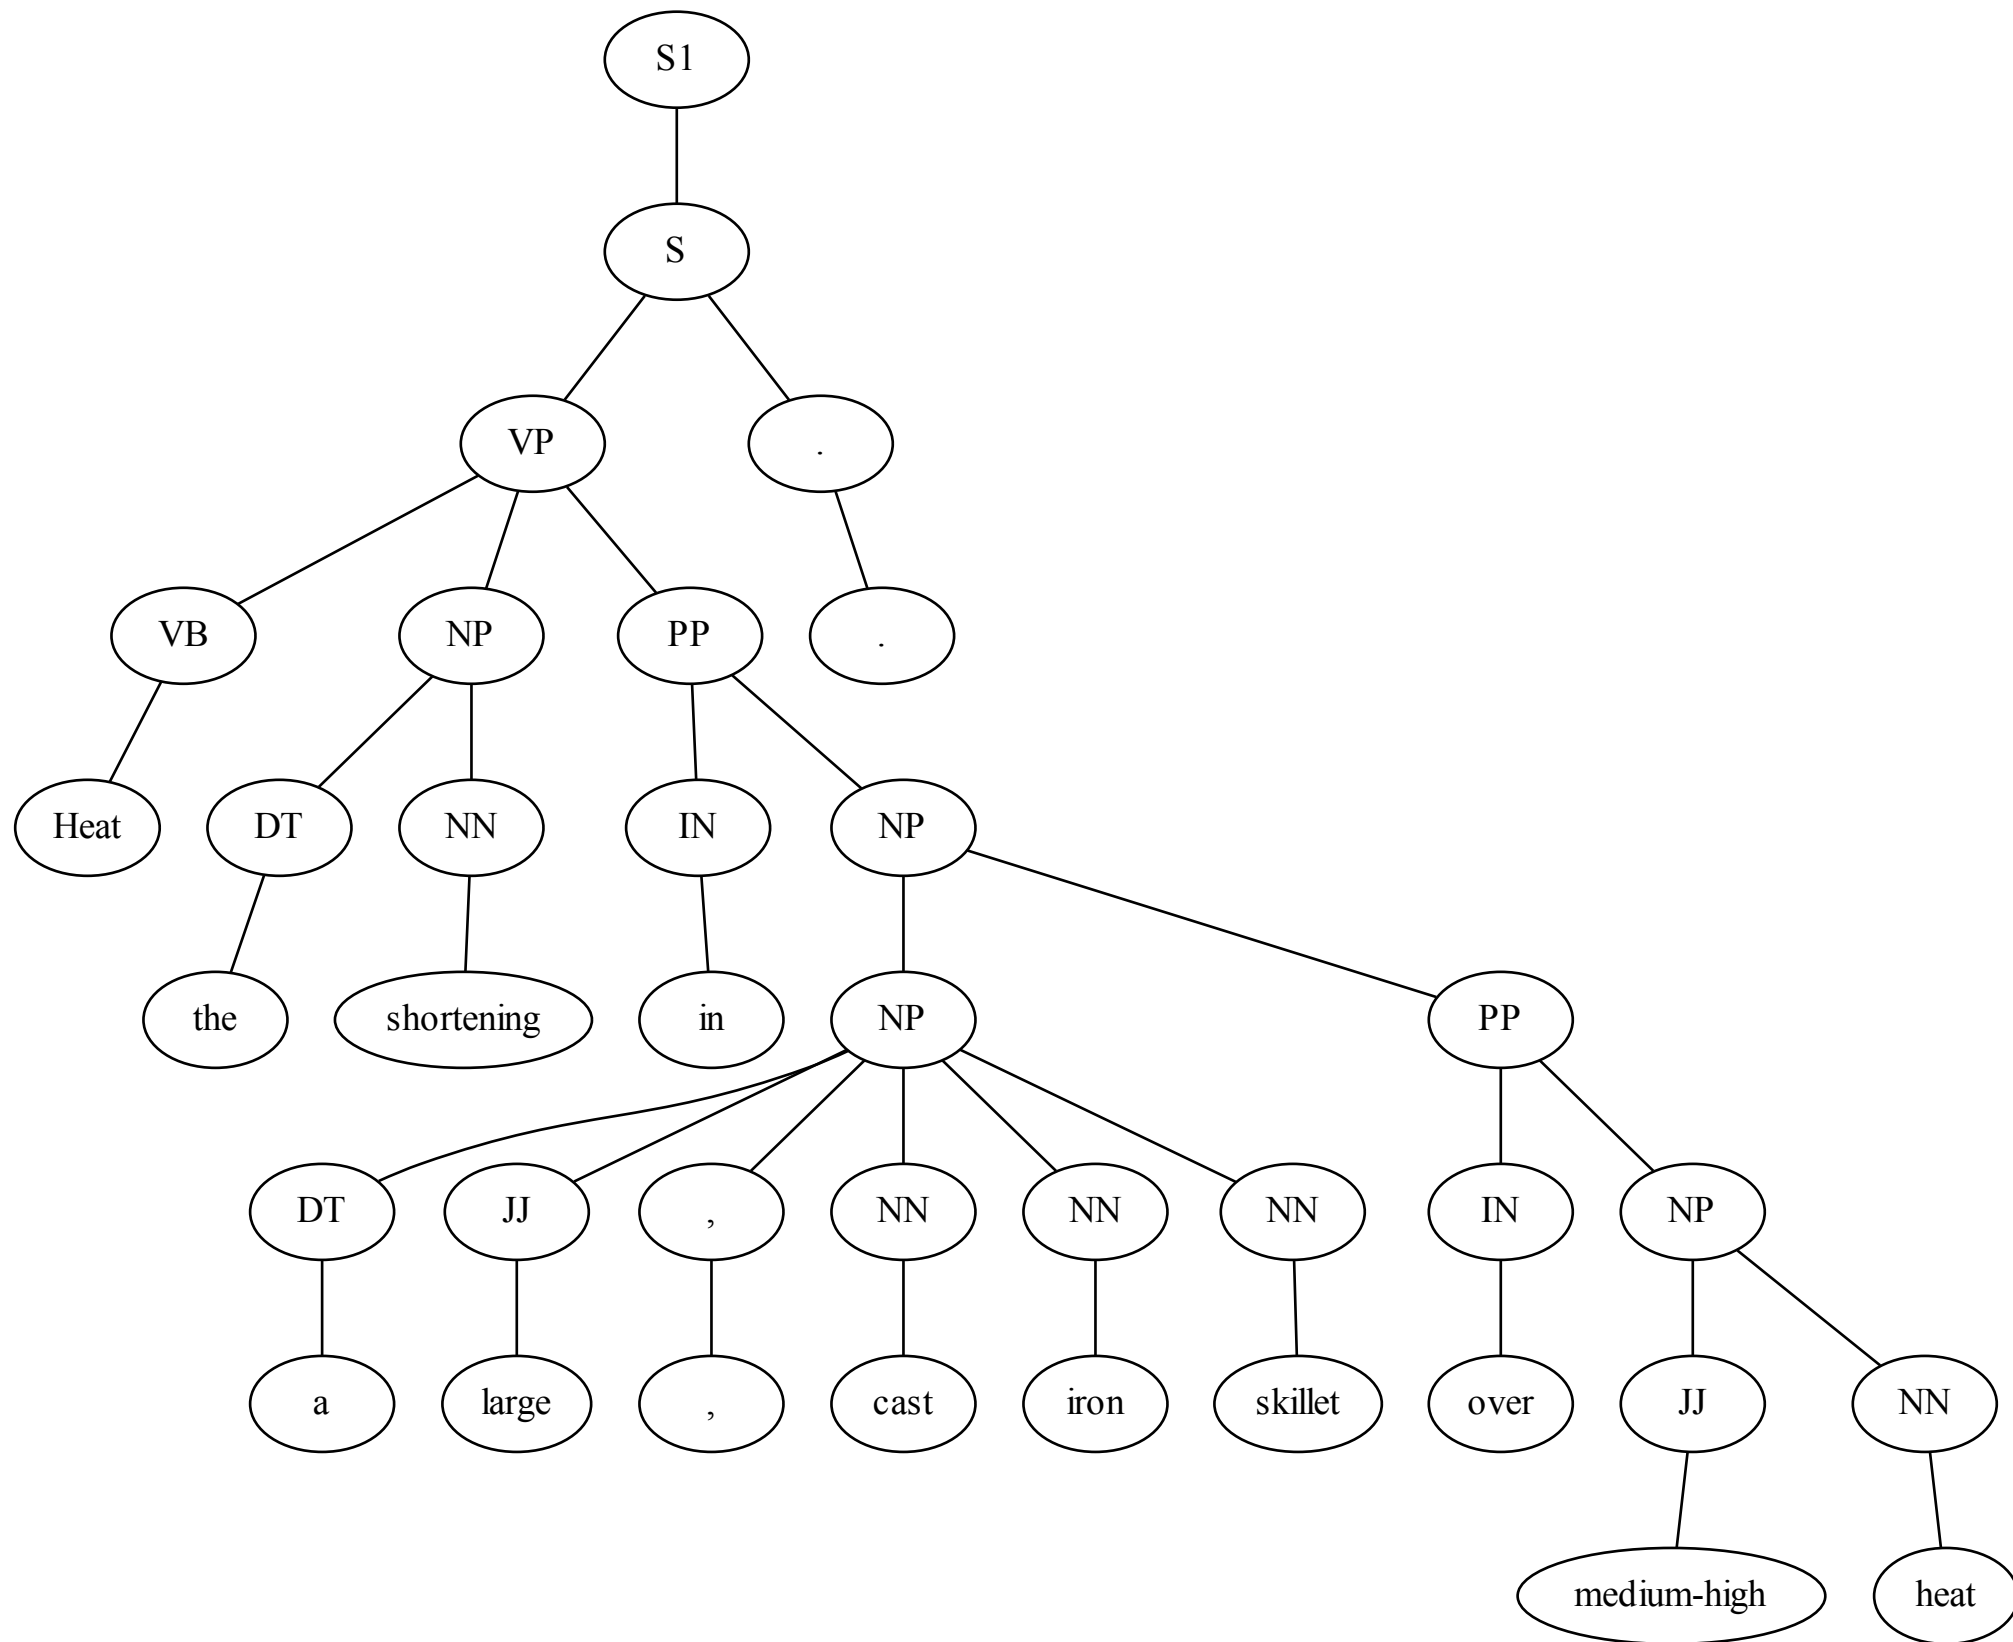 S1
S
VP .
VB NP PP .
Heat DT NN IN NP
the shortening in NP PP
DT JJ , NN NN NN IN NP
a large , cast iron skillet over JJ NN
medium-high heat